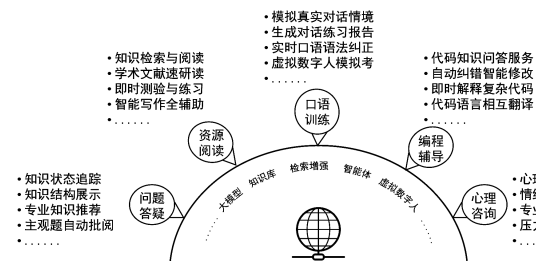 • 模拟真实对话情境
• 生成对话练习报告
• 实时口语语法纠正
• 虚拟数字人模拟考
• ......
• 知识检索与阅读
• 学术文献速研读
• 即时测验与练习
• 智能写作全辅助
• ......
• 代码知识问答服务
• 自动纠错智能修改
• 即时解释复杂代码
• 代码语言相互翻译
• ......
口语
训练
资源
阅读
编程
辅导
• 知识状态追踪
• 知识结构展示
• 专业知识推荐
• 主观题自动批阅
• ......
问题
答疑
...... 大模型 知识库 检索增强 智能体 虚拟数字人 ......
心理
咨询
• 心
• 情
• 专
• 压